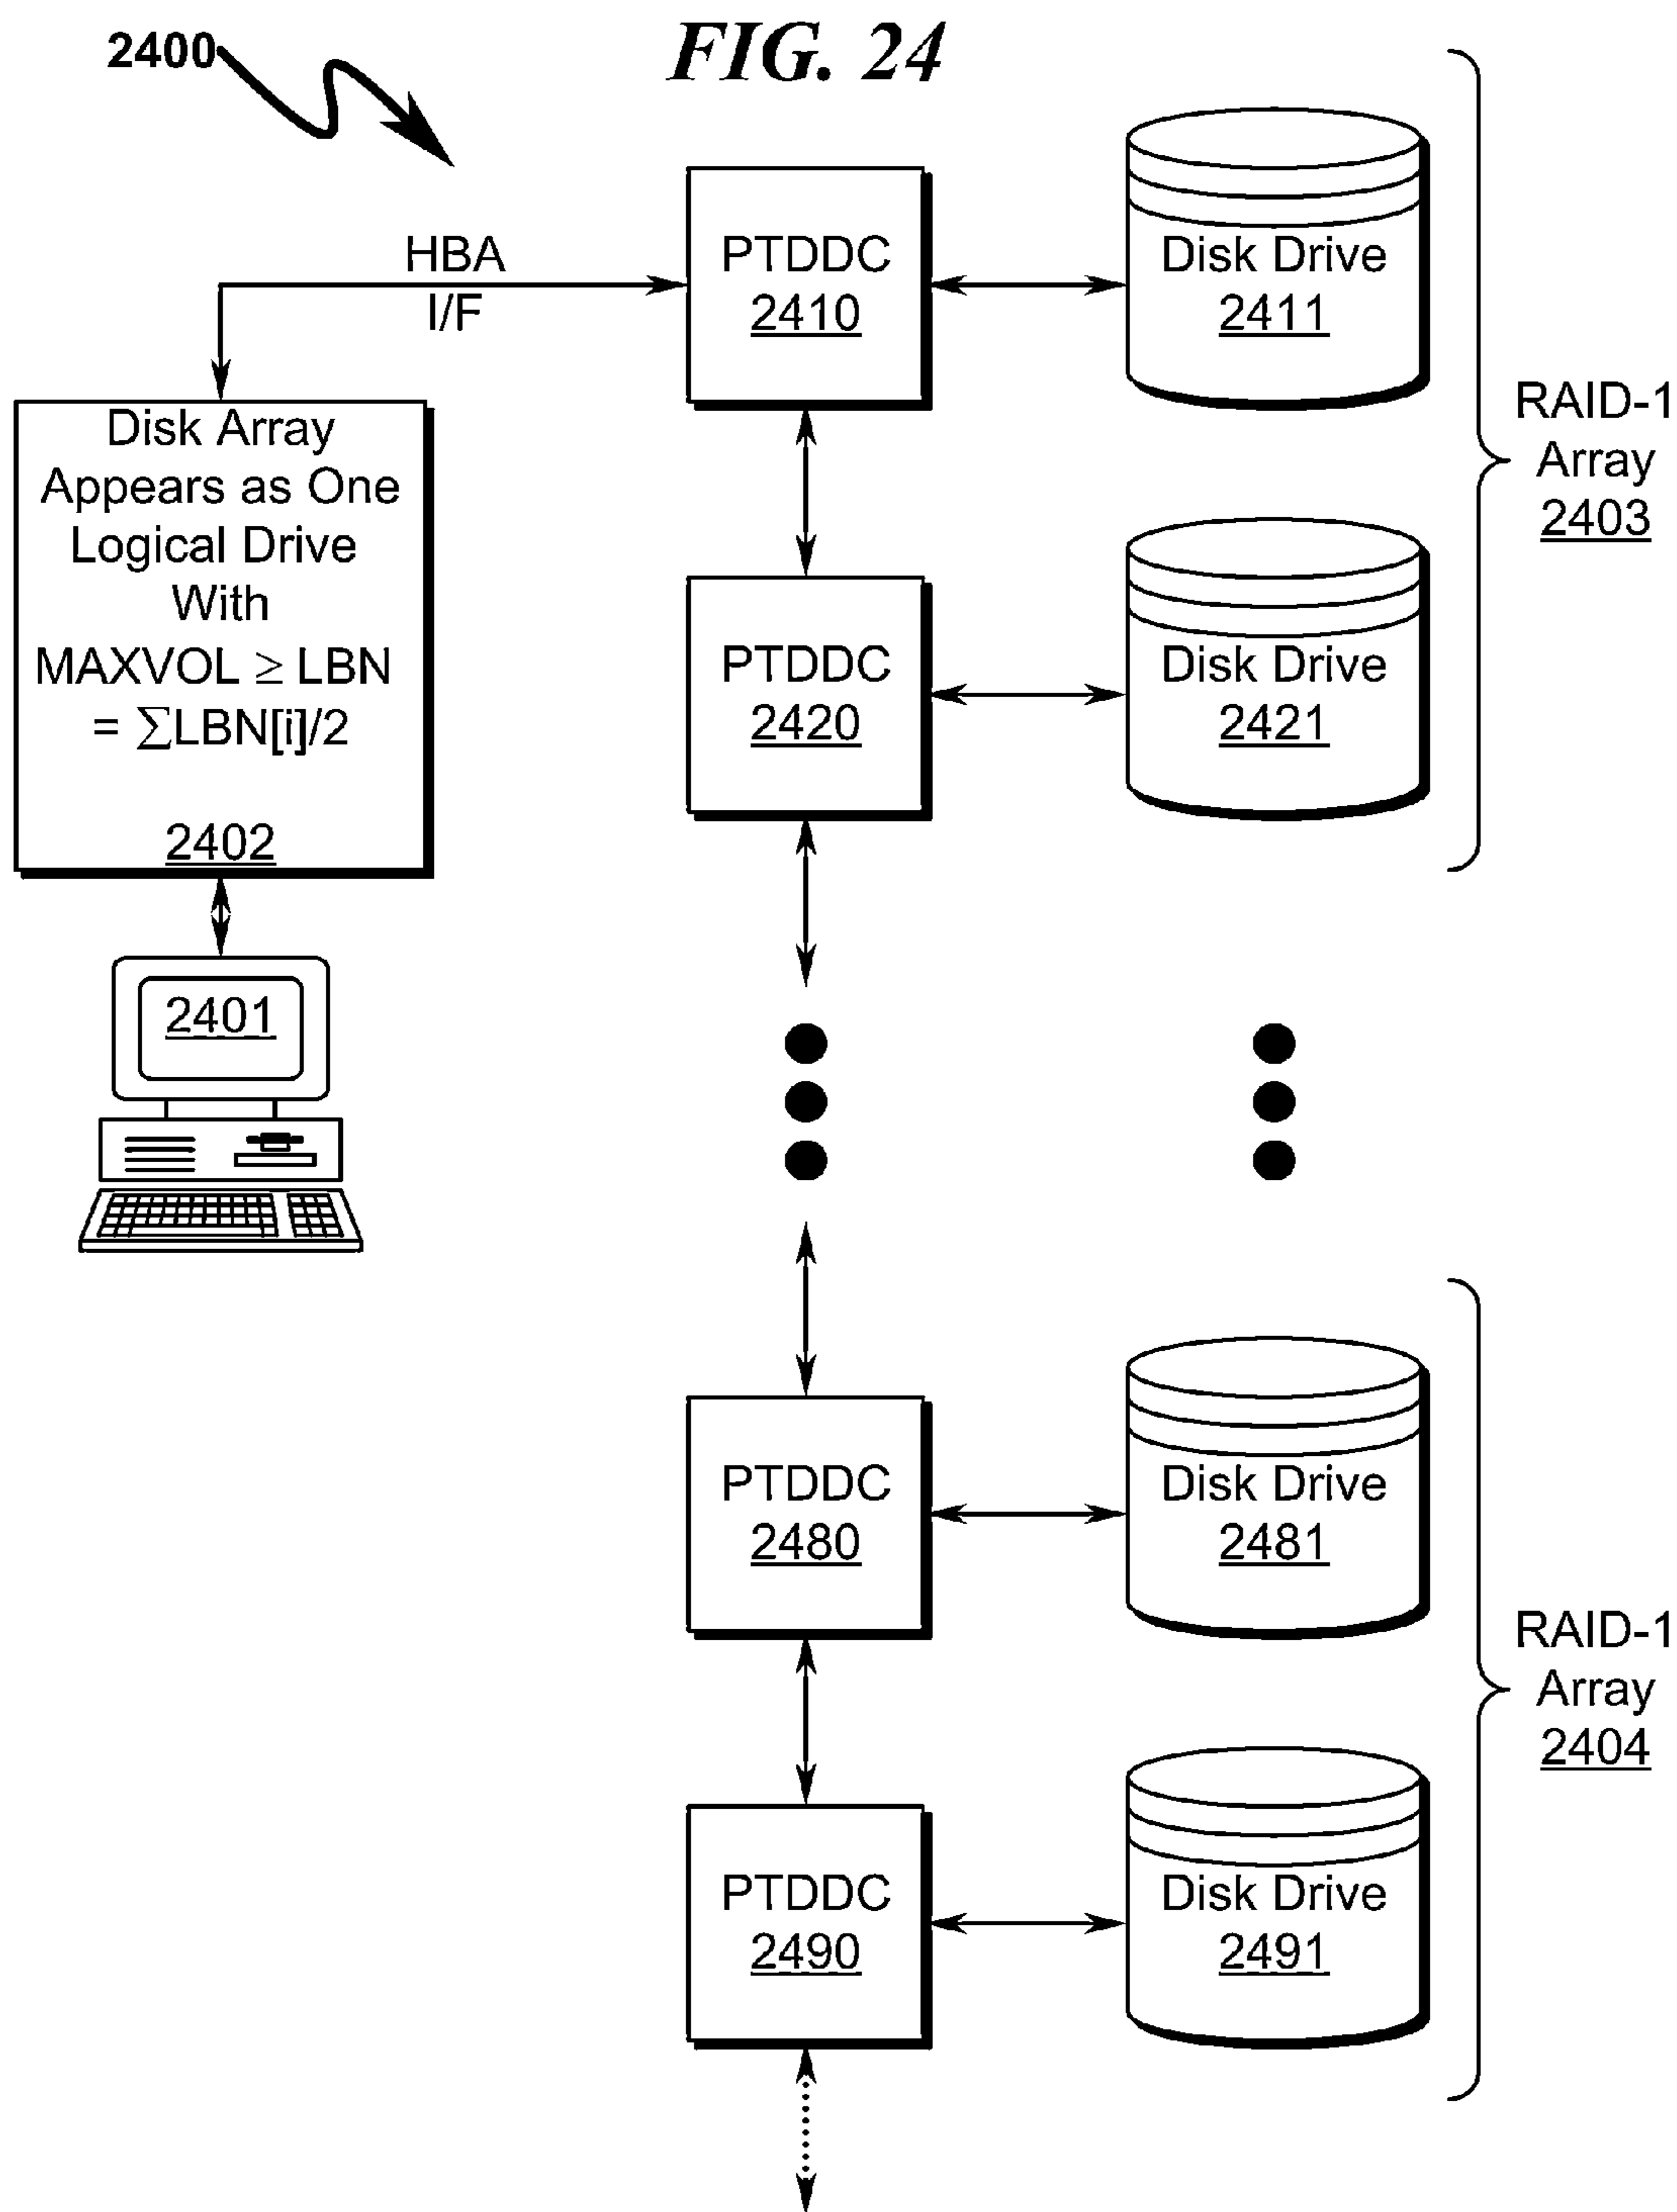 2400
FIG. 24
HBA
I/F
PTDDC
2410
Disk Drive
2411
RAID-1
Array
2403
Disk Array
Appears as One
Logical Drive
With
MAXVOL ≥ LBN
= ∑LBN[i]/2
2402
PTDDC
2420
Disk Drive
2421
2401
PTDDC
2480
Disk Drive
2481
RAID-1
Array
2404
PTDDC
2490
Disk Drive
2491